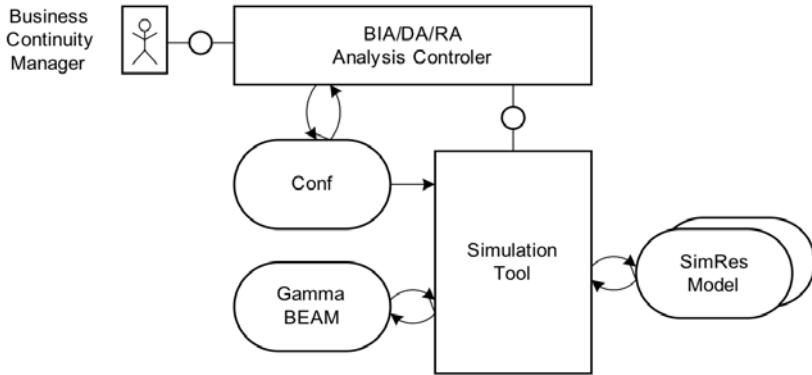 Business
Continuity
Manager
BIA/DA/RA
Analysis Controler
Conf
Simulation
Tool
Gamma
BEAM
SimRes
Model